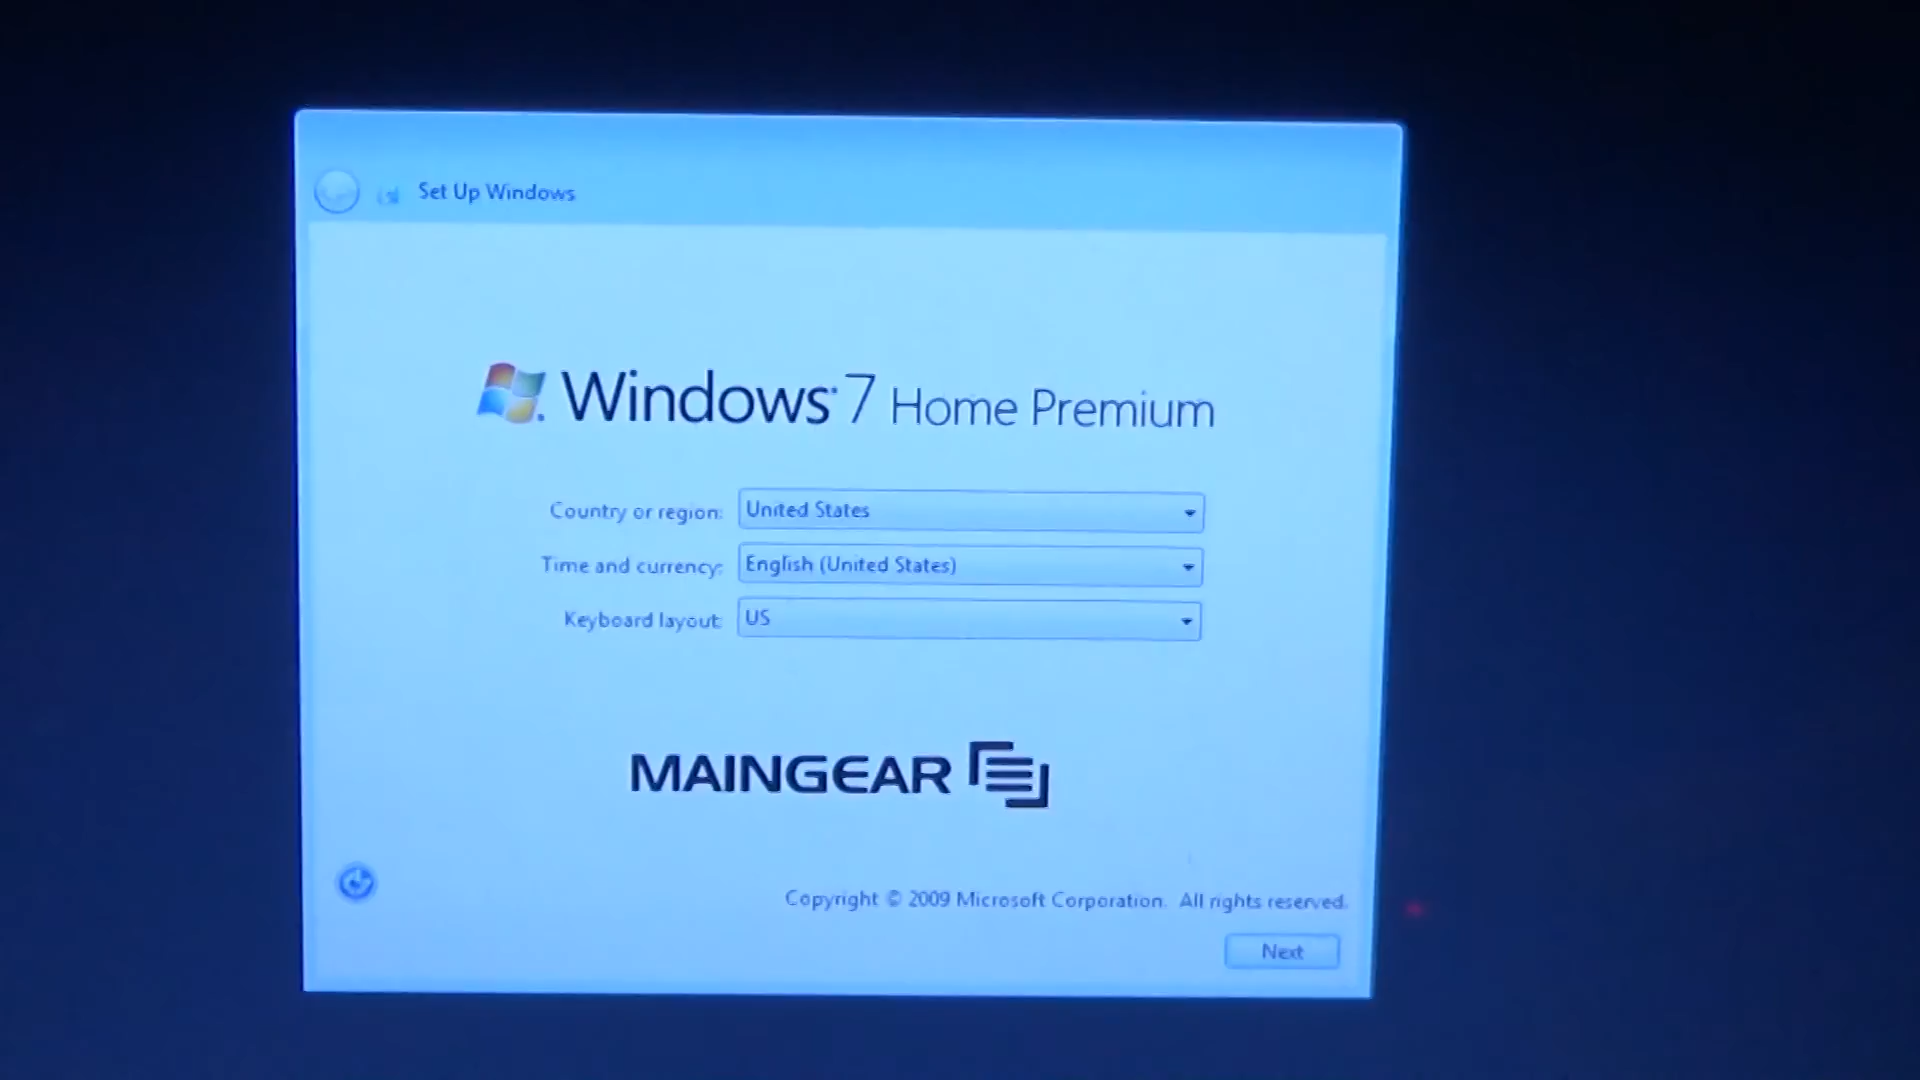 Set Up Windows
Windows® 7 Home Premium
Country or region: United States
Time and currency: English (United States)
Keyboard layout: US
MAINGEAR
Copyright © 2009 Microsoft Corporation. All rights reserved.
Next